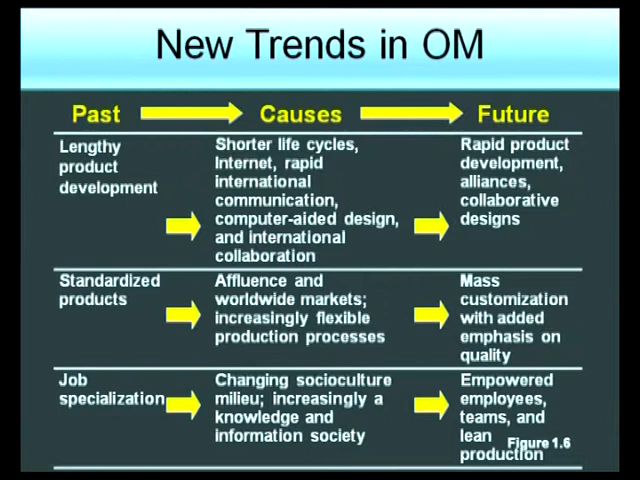 New Trends in OM
Past
Causes
Future
Lengthy
product
development
Shorter life cycles,
Internet, rapid
international
communication,
computer-aided design,
and international
collaboration
Rapid product
development,
alliances,
collaborative
designs
Standardized
products
Affluence and
worldwide markets;
increasingly flexible
production processes
Mass
customization
with added
emphasis on
quality
Job
specialization
Changing socioculture
milieu; increasingly a
knowledge and
information society
Empowered
employees,
teams, and
lean
production
Figure 1.6